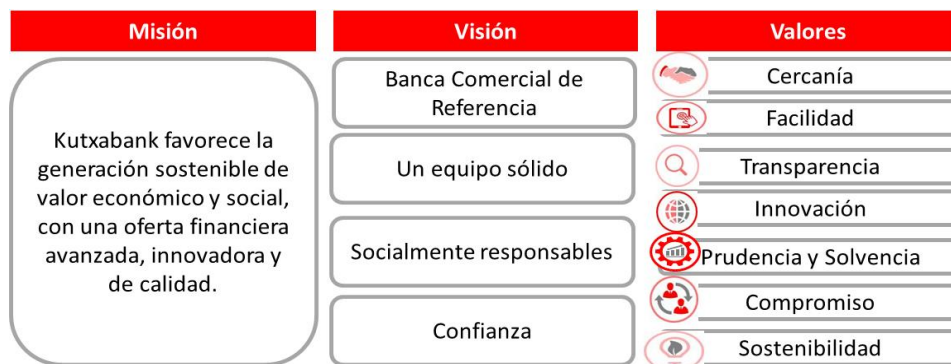 Misión
Kutxabank favorece la
generación sostenible de
valor económico y social,
con una oferta financiera
avanzada, innovadora y
de calidad.
Visión
Banca Comercial de
Referencia
Un equipo sólido
Socialmente responsables
Confianza
Valores
Cercanía
Facilidad
Transparencia
Innovación
Prudencia y Solvencia
Compromiso
Sostenibilidad